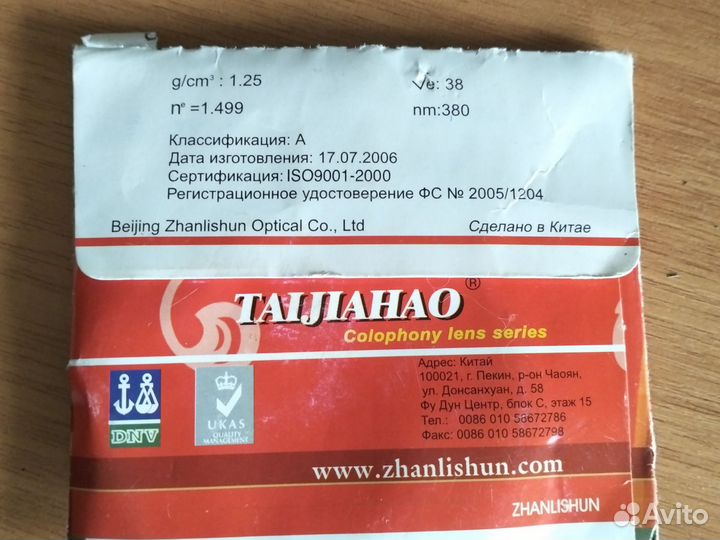 g/cm³ : 1.25
Ve: 38
nᵉ =1.499
nm:380
Классификация: А
Дата изготовления: 17.07.2006
Сертификация: ISO9001-2000
Регистрационное удостоверение ФС № 2005/1204
Beijing Zhanlishun Optical Co., Ltd
Сделано в Китае
TAIJIAHAO®
Colophony lens series
Адрес: Китай
100021, г. Пекин, р-он Чаоян,
ул. Донсанхуан, д. 58
Фу Дун Центр, блок С, этаж 15
Тел.: 0086 010 58672786
Факс: 0086 010 58672798
DNV
UKAS
QUALITY
MANAGEMENT
www.zhanlishun.com
ZHANLISHUN
Avito